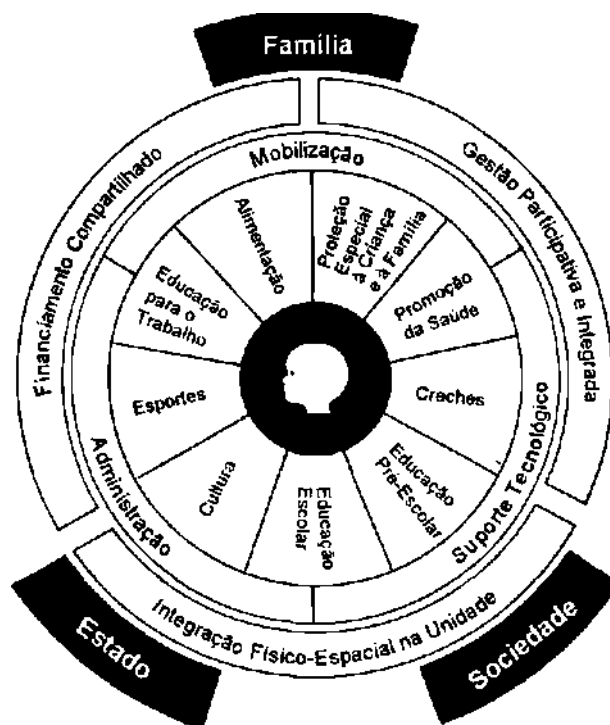 Família
Financiamento Compartilhado
Gestão Participativa e Integrada
Mobilização
Alimentação
Proteção
Especial
à Criança
e à Família
Educação
para o
Trabalho
Promoção
da Saúde
Esportes
Creches
Cultura
Educação
Escolar
Educação
Pré-Escolar
Administração
Suporte Tecnológico
Integração Físico-Espacial na Unidade
Estado
Sociedade